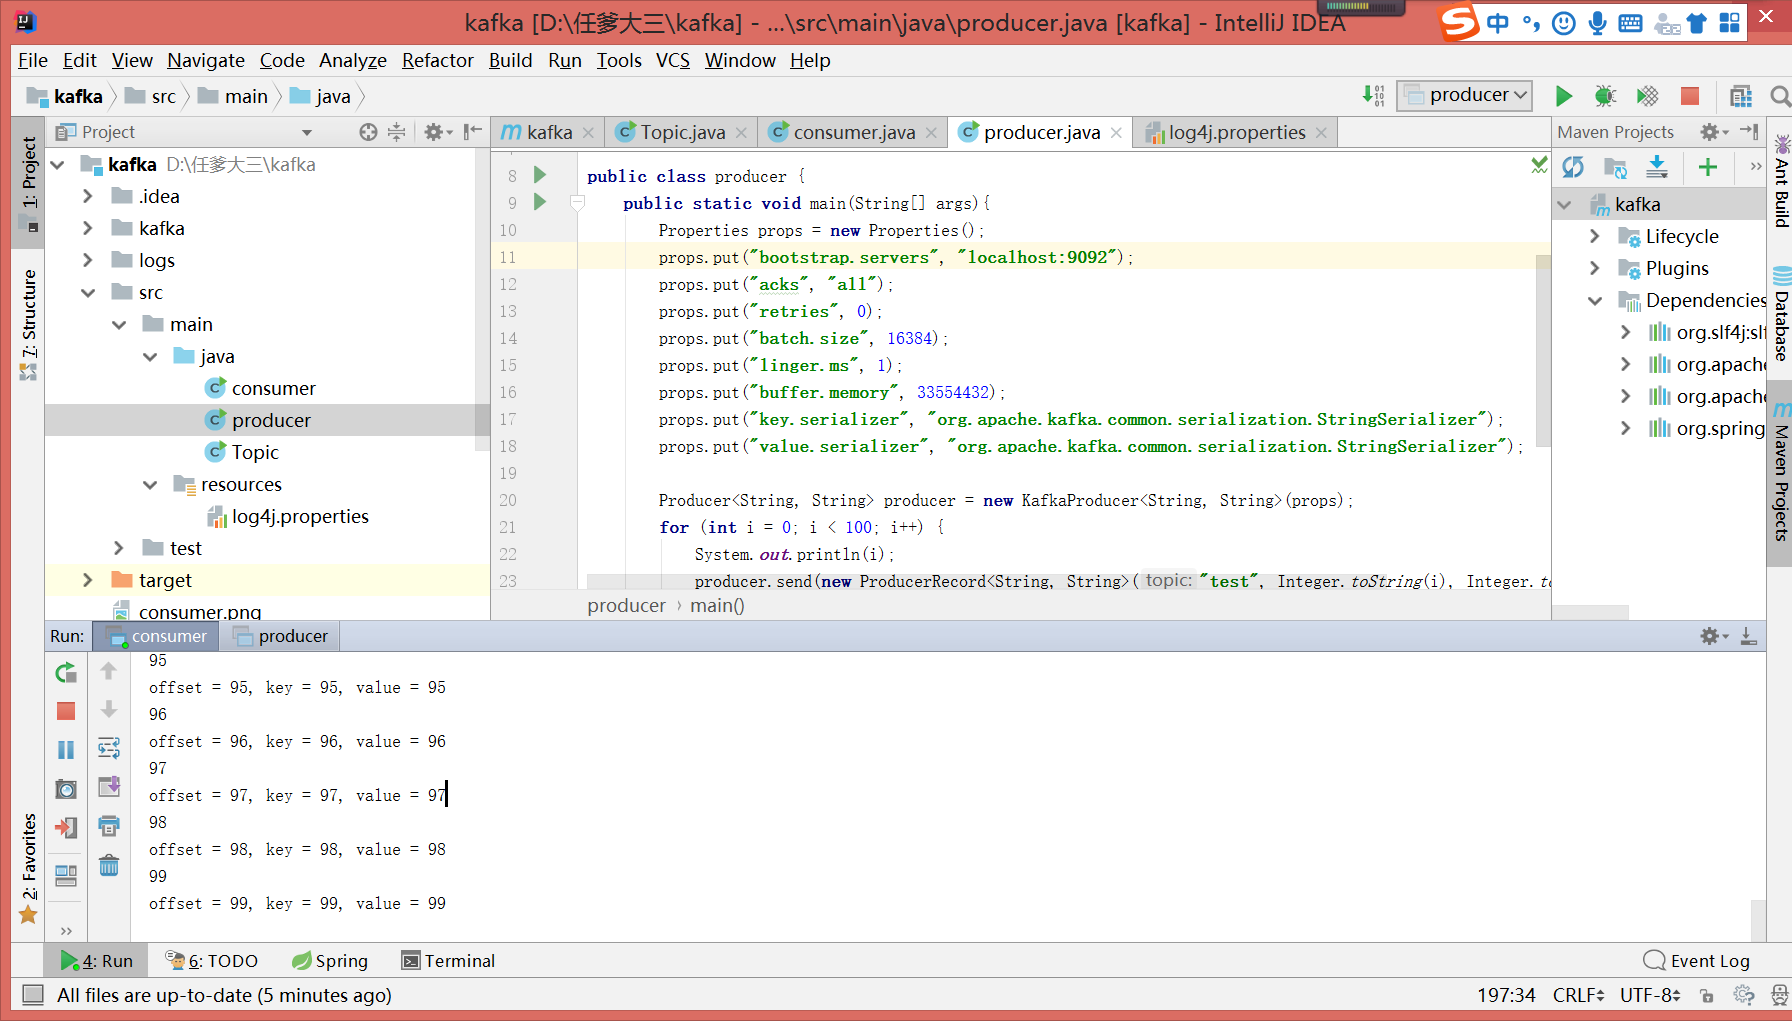 kafka [D:\任爹大三\kafka] - ...\src\main\java\producer.java [kafka] - IntelliJ IDEA
中
File Edit View Navigate Code Analyze Refactor Build Run Tools VCS Window Help
kafka src main java
producer
Project
kafka Topic.java consumer.java producer.java log4j.properties
Maven Projects
1: Project
7: Structure
2: Favorites
kafka D:\任爹大三\kafka
.idea
kafka
logs
src
main
java
consumer
producer
Topic
resources
log4j.properties
test
target
consumer.png
8 public class producer {
9 public static void main(String[] args){
10 Properties props = new Properties();
11 props.put("bootstrap.servers", "localhost:9092");
12 props.put("acks", "all");
13 props.put("retries", 0);
14 props.put("batch.size", 16384);
15 props.put("linger.ms", 1);
16 props.put("buffer.memory", 33554432);
17 props.put("key.serializer", "org.apache.kafka.common.serialization.StringSerializer");
18 props.put("value.serializer", "org.apache.kafka.common.serialization.StringSerializer");
19
20 Producer<String, String> producer = new KafkaProducer<String, String>(props);
21 for (int i = 0; i < 100; i++) {
22 System.out.println(i);
23 producer.send(new ProducerRecord<String, String>( topic: "test", Integer.toString(i), Integer.to
producer › main()
kafka
Lifecycle
Plugins
Dependencies
org.slf4j:slf
org.apache
org.apache
org.spring
Ant Build
Database
Maven Projects
Run: consumer producer
95
offset = 95, key = 95, value = 95
96
offset = 96, key = 96, value = 96
97
offset = 97, key = 97, value = 97
98
offset = 98, key = 98, value = 98
99
offset = 99, key = 99, value = 99
4: Run 6: TODO Spring Terminal Event Log
All files are up-to-date (5 minutes ago) 197:34 CRLF UTF-8